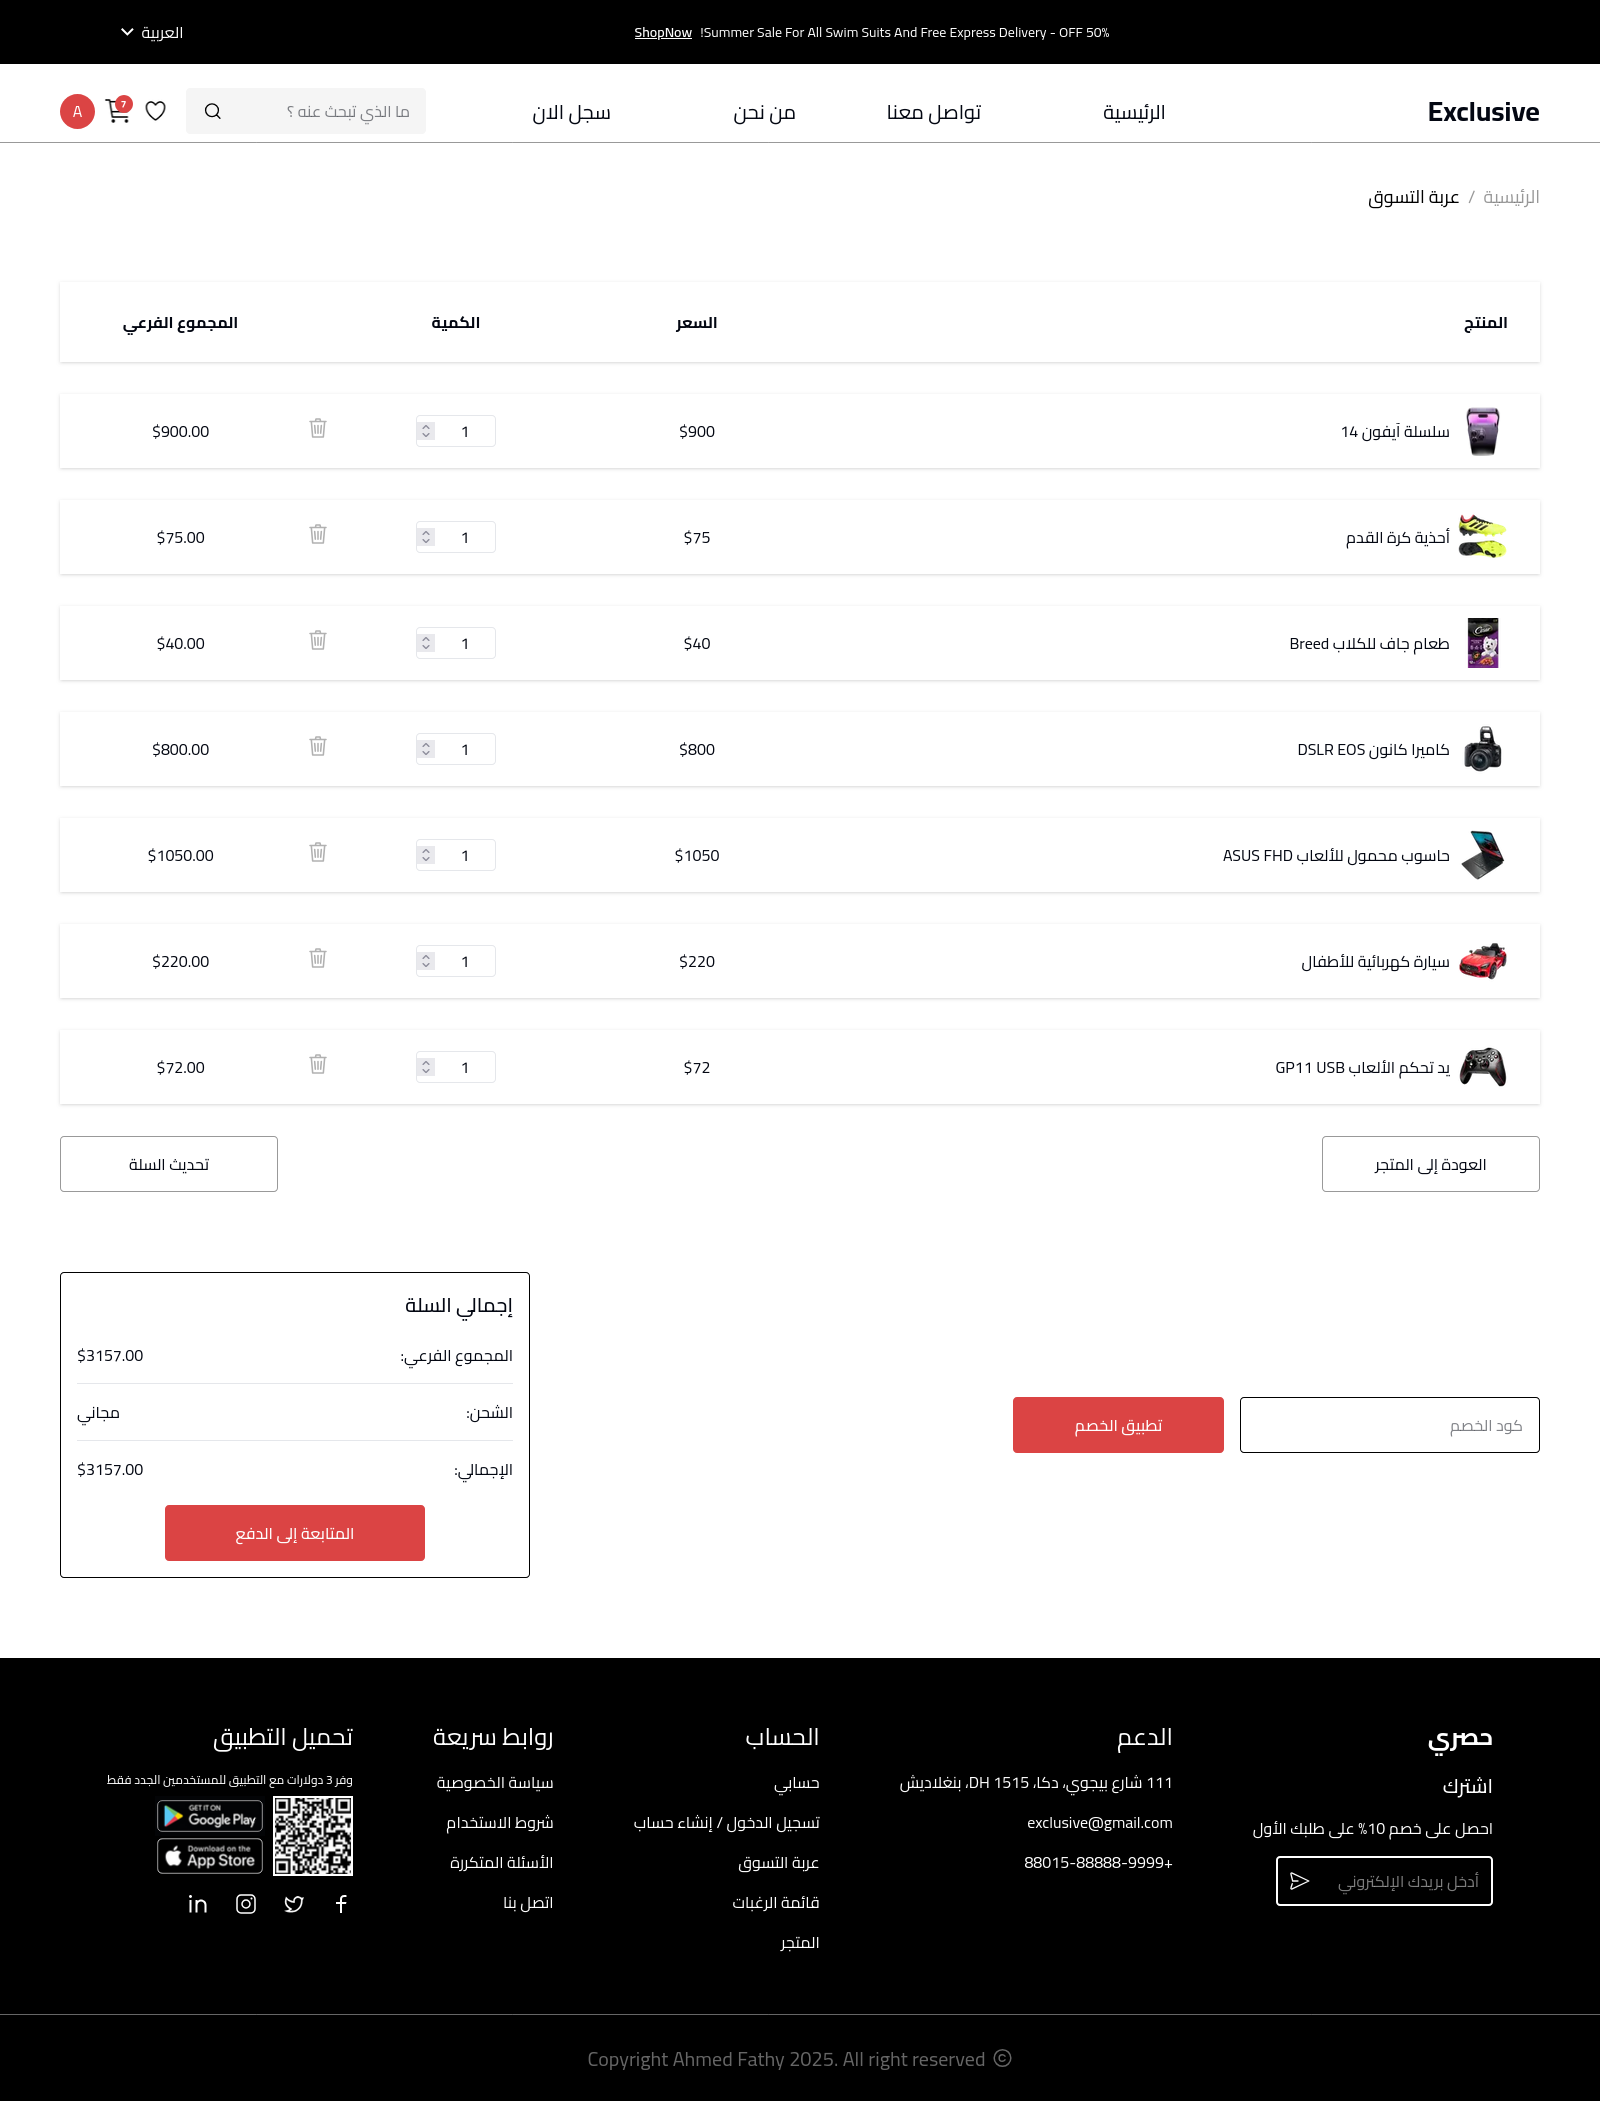 Summer Sale For All Swim Suits And Free Express Delivery - OFF 50%! ShopNow
العربية
Exclusive
الرئيسية
تواصل معنا
من نحن
سجل الان
ما الذي تبحث عنه ؟
7
A
الرئيسية / عربة التسوق
المنتج السعر الكمية المجموع الفرعي
سلسلة آيفون 14 $900 1 $900.00
أحذية كرة القدم $75 1 $75.00
طعام جاف للكلاب Breed $40 1 $40.00
كاميرا كانون DSLR EOS $800 1 $800.00
حاسوب محمول للألعاب ASUS FHD $1050 1 $1050.00
سيارة كهربائية للأطفال $220 1 $220.00
يد تحكم الألعاب GP11 USB $72 1 $72.00
العودة إلى المتجر
تحديث السلة
كود الخصم
تطبيق الخصم
إجمالي السلة
المجموع الفرعي: $3157.00
الشحن: مجاني
الإجمالي: $3157.00
المتابعة إلى الدفع
حصري
اشترك
احصل على خصم 10% على طلبك الأول
أدخل بريدك الإلكتروني
الدعم
111 شارع بيجوي، دكا، DH 1515، بنغلاديش
exclusive@gmail.com
+88015-88888-9999
الحساب
حسابي
تسجيل الدخول / إنشاء حساب
عربة التسوق
قائمة الرغبات
المتجر
روابط سريعة
سياسة الخصوصية
شروط الاستخدام
الأسئلة المتكررة
اتصل بنا
تحميل التطبيق
وفر 3 دولارات مع التطبيق للمستخدمين الجدد فقط
GET IT ON
Google Play
Download on the
App Store
© Copyright Ahmed Fathy 2025. All right reserved